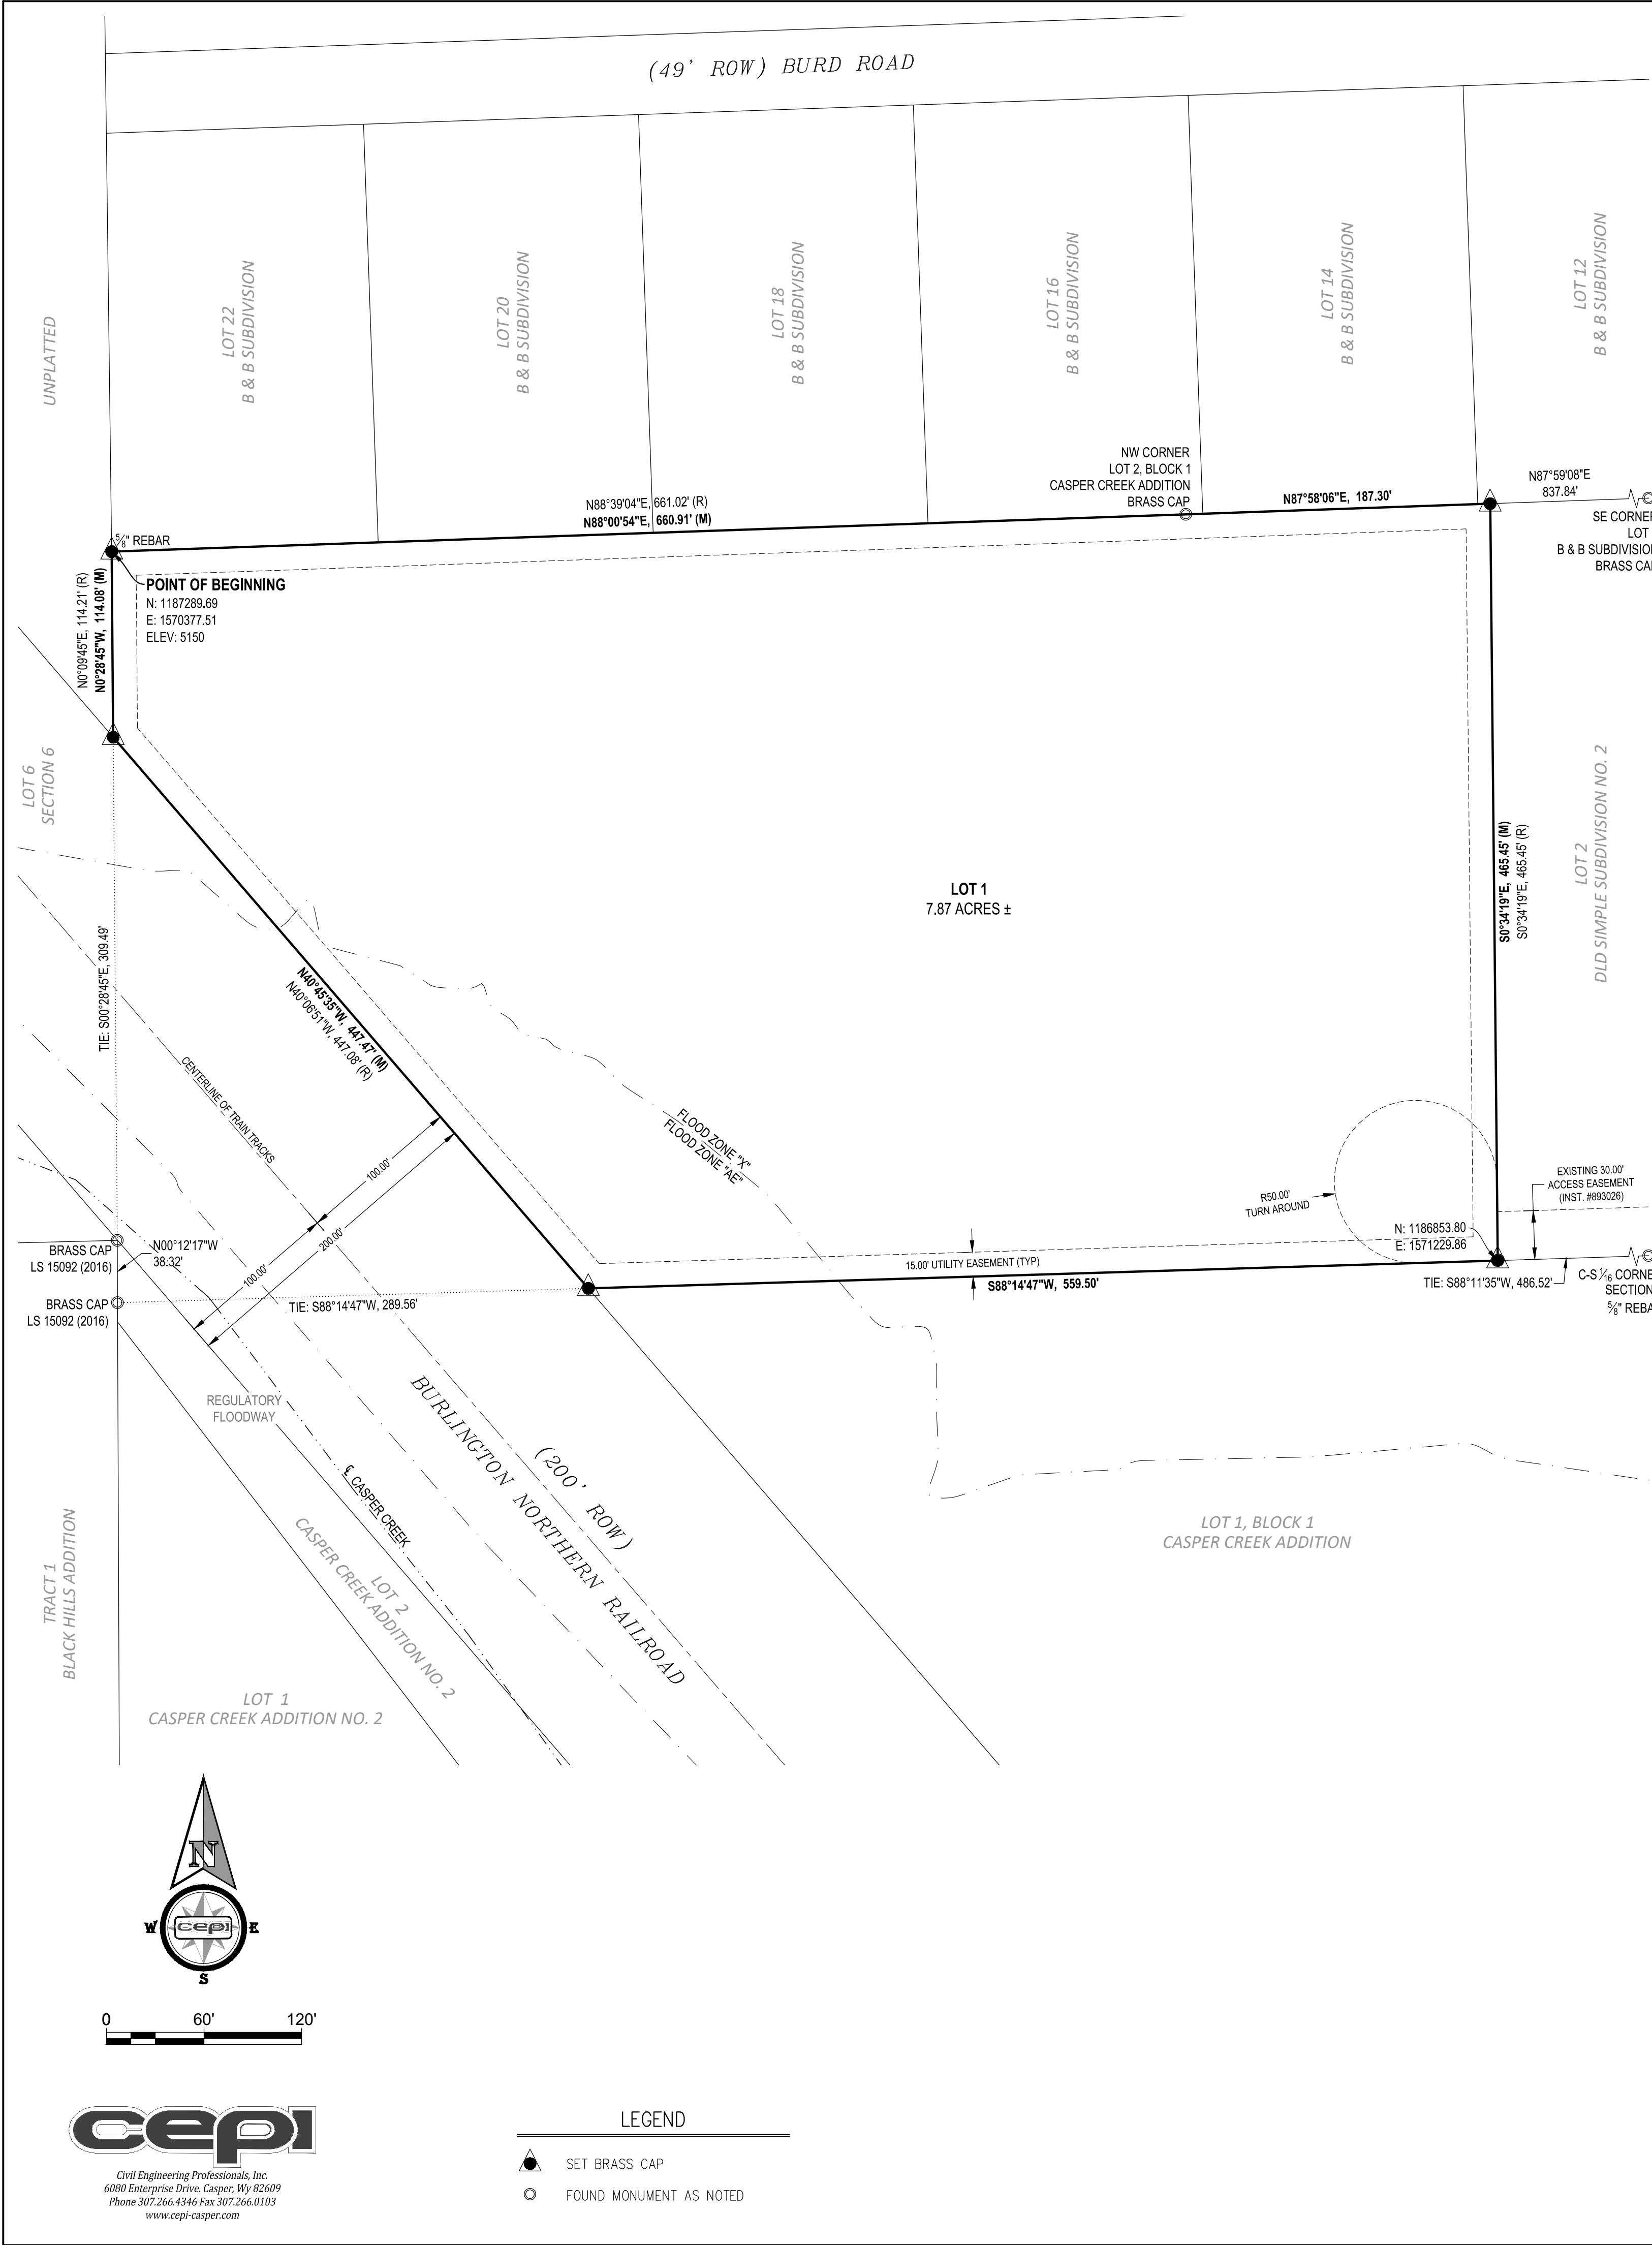 (49' ROW) BURD ROAD
UNPLATTED
LOT 22
B & B SUBDIVISION
LOT 20
B & B SUBDIVISION
LOT 18
B & B SUBDIVISION
LOT 16
B & B SUBDIVISION
LOT 14
B & B SUBDIVISION
LOT 12
B & B SUBDIVISION
NW CORNER
LOT 2, BLOCK 1
CASPER CREEK ADDITION
BRASS CAP
N88°39'04"E, 661.02' (R)
N88°00'54"E, 660.91' (M)
N87°58'06"E, 187.30'
N87°59'08"E
837.84'
SE CORNER
LOT
B & B SUBDIVISION
BRASS CAP
5/8" REBAR
POINT OF BEGINNING
N: 1187289.69
E: 1570377.51
ELEV: 5150
N0°09'45"E, 114.21' (R)
N0°28'45"W, 114.08' (M)
LOT 6
SECTION 6
LOT 1
7.87 ACRES ±
S0°34'19"E, 465.45' (M)
S0°34'19"E, 465.45' (R)
LOT 2
DLD SIMPLE SUBDIVISION NO. 2
TIE: S00°28'45"E, 309.49'
N40°45'35"W, 447.47' (M)
N40°06'51"W, 447.08' (R)
CENTERLINE OF TRAIN TRACKS
FLOOD ZONE "X"
FLOOD ZONE "AE"
100.00'
200.00'
100.00'
R50.00'
TURN AROUND
EXISTING 30.00'
ACCESS EASEMENT
(INST. #893026)
N: 1186853.80
E: 1571229.86
BRASS CAP
LS 15092 (2016)
N00°12'17"W
38.32'
BRASS CAP
LS 15092 (2016)
TIE: S88°14'47"W, 289.56'
15.00' UTILITY EASEMENT (TYP)
S88°14'47"W, 559.50'
TIE: S88°11'35"W, 486.52'
C-S 1/16 CORNER
SECTION
5/8" REBAR
REGULATORY
FLOODWAY
BURLINGTON NORTHERN RAILROAD
(200' ROW)
℄ CASPER CREEK
LOT 2
CASPER CREEK ADDITION NO. 2
LOT 1, BLOCK 1
CASPER CREEK ADDITION
TRACT 1
BLACK HILLS ADDITION
LOT 1
CASPER CREEK ADDITION NO. 2
N
W cepi E
S
0 60' 120'
cepi
Civil Engineering Professionals, Inc.
6080 Enterprise Drive. Casper, Wy 82609
Phone 307.266.4346 Fax 307.266.0103
www.cepi-casper.com
LEGEND
SET BRASS CAP
FOUND MONUMENT AS NOTED